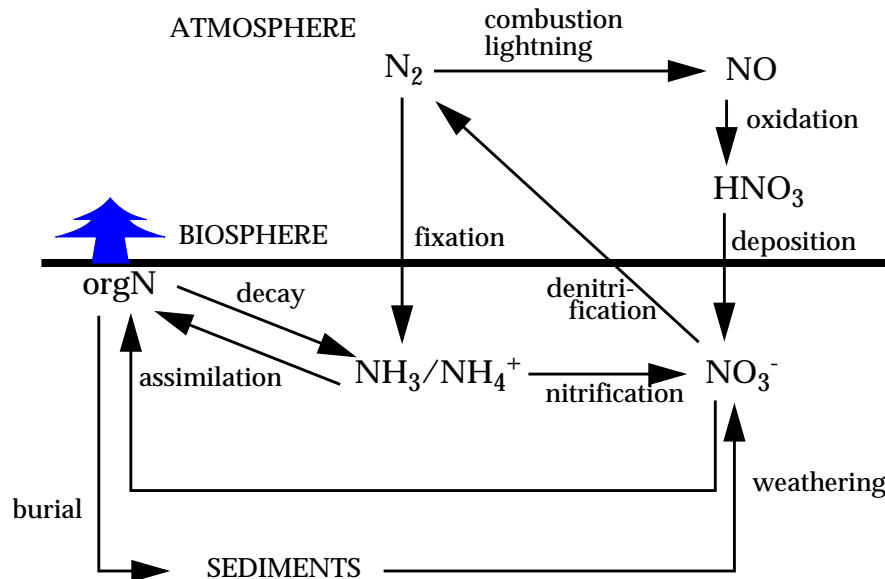 ATMOSPHERE
combustion
lightning
N₂
NO
oxidation
HNO₃
BIOSPHERE
fixation
deposition
orgN
decay
denitri-
fication
assimilation
NH₃/NH₄⁺
nitrification
NO₃⁻
burial
weathering
SEDIMENTS